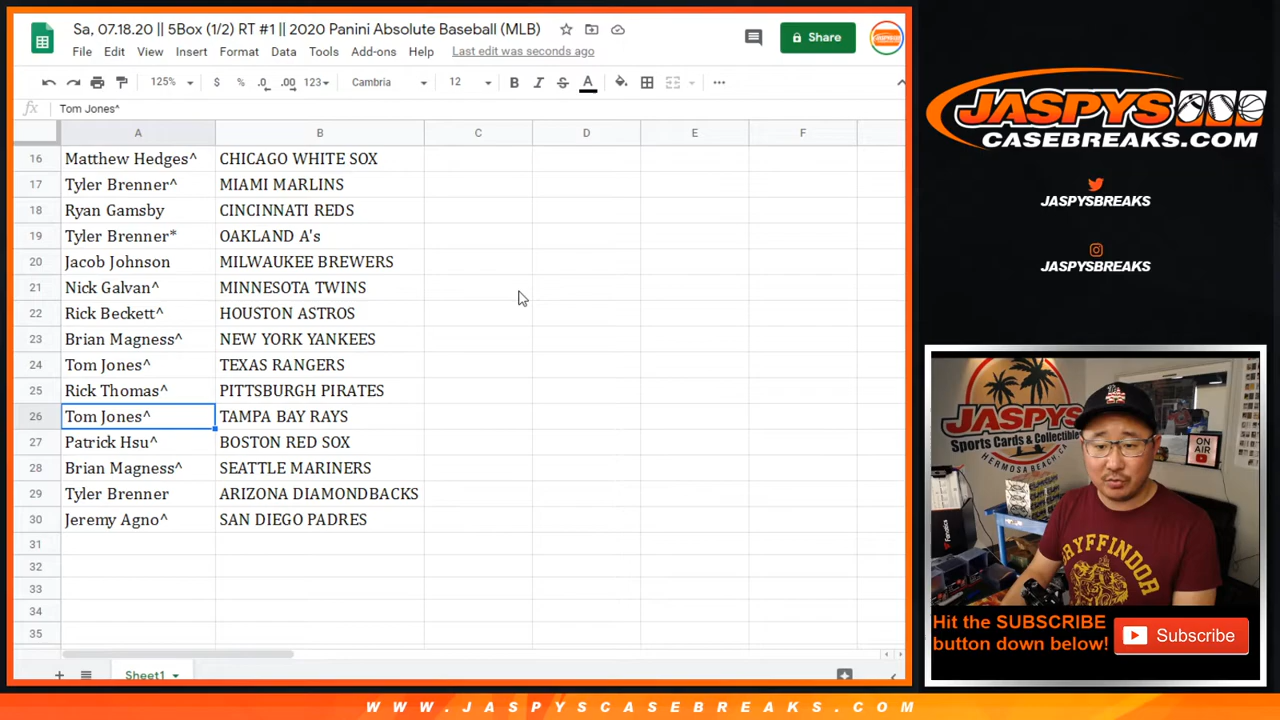 Sa, 07.18.20 || 5Box (1/2) RT #1 || 2020 Panini Absolute Baseball (MLB)
File Edit View Insert Format Data Tools Add-ons Help Last edit was seconds ago
Share
125% $ % .0 .00 123 Cambria 12 B I S A
fx Tom Jones^
A B C D E F
16 Matthew Hedges^ CHICAGO WHITE SOX
17 Tyler Brenner^ MIAMI MARLINS
18 Ryan Gamsby CINCINNATI REDS
19 Tyler Brenner* OAKLAND A's
20 Jacob Johnson MILWAUKEE BREWERS
21 Nick Galvan^ MINNESOTA TWINS
22 Rick Beckett^ HOUSTON ASTROS
23 Brian Magness^ NEW YORK YANKEES
24 Tom Jones^ TEXAS RANGERS
25 Rick Thomas^ PITTSBURGH PIRATES
26 Tom Jones^ TAMPA BAY RAYS
27 Patrick Hsu^ BOSTON RED SOX
28 Brian Magness^ SEATTLE MARINERS
29 Tyler Brenner ARIZONA DIAMONDBACKS
30 Jeremy Agno^ SAN DIEGO PADRES
31
32
33
34
35
Sheet1
JASPYS
CASEBREAKS.COM
JASPYSBREAKS
JASPYSBREAKS
JASPYS
Sports Cards & Collectible
HERMOSA BEACH, CA
ON
AIR
Fanatics
GRYFFINDOR
Hit the SUBSCRIBE
button down below!
Subscribe
WWW.JASPYSCASEBREAKS.COM